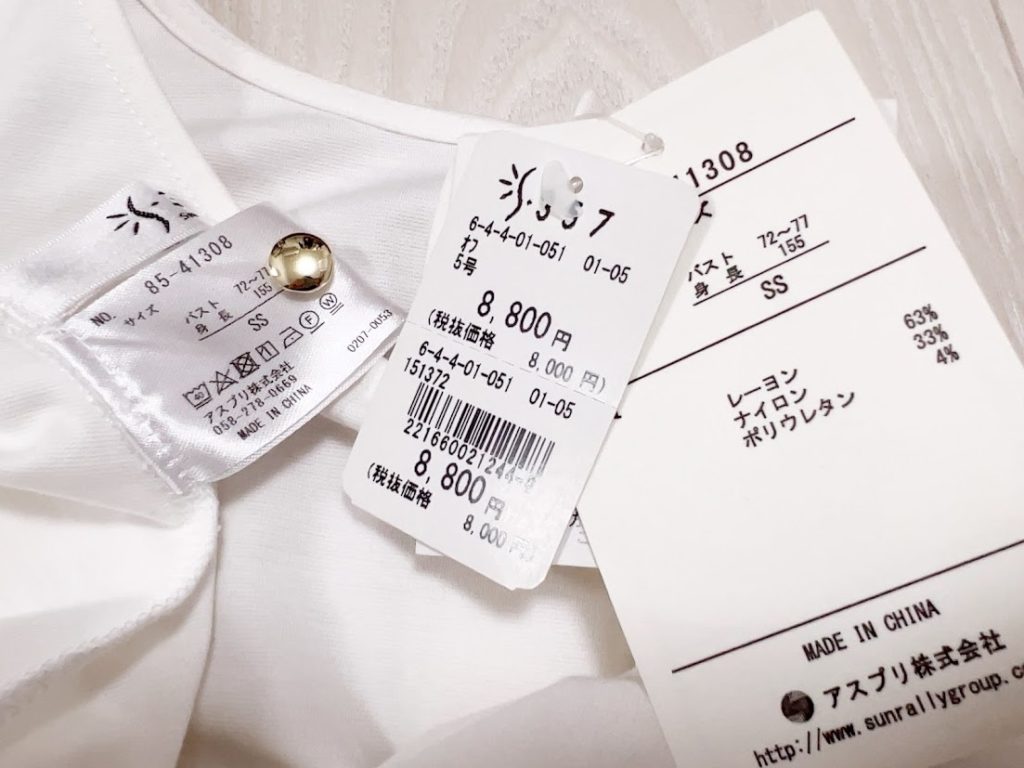 NO. 85-41308
サイズ
バスト 72～77
身長 155
SS
40
F
W
アスプリ株式会社
058-278-0669
MADE IN CHINA
0207-0053
S.357
6-4-4-01-051 01-05
ｵﾌ
5号
8,800円
(税抜価格 8,000円)
6-4-4-01-051 01-05
151372
22166002124
8,800円
(税抜価格 8,000円)
41308
バスト 72～77
身長 155
SS
レーヨン 63%
ナイロン 33%
ポリウレタン 4%
MADE IN CHINA
アスプリ株式会社
http://www.sunrallygroup.co